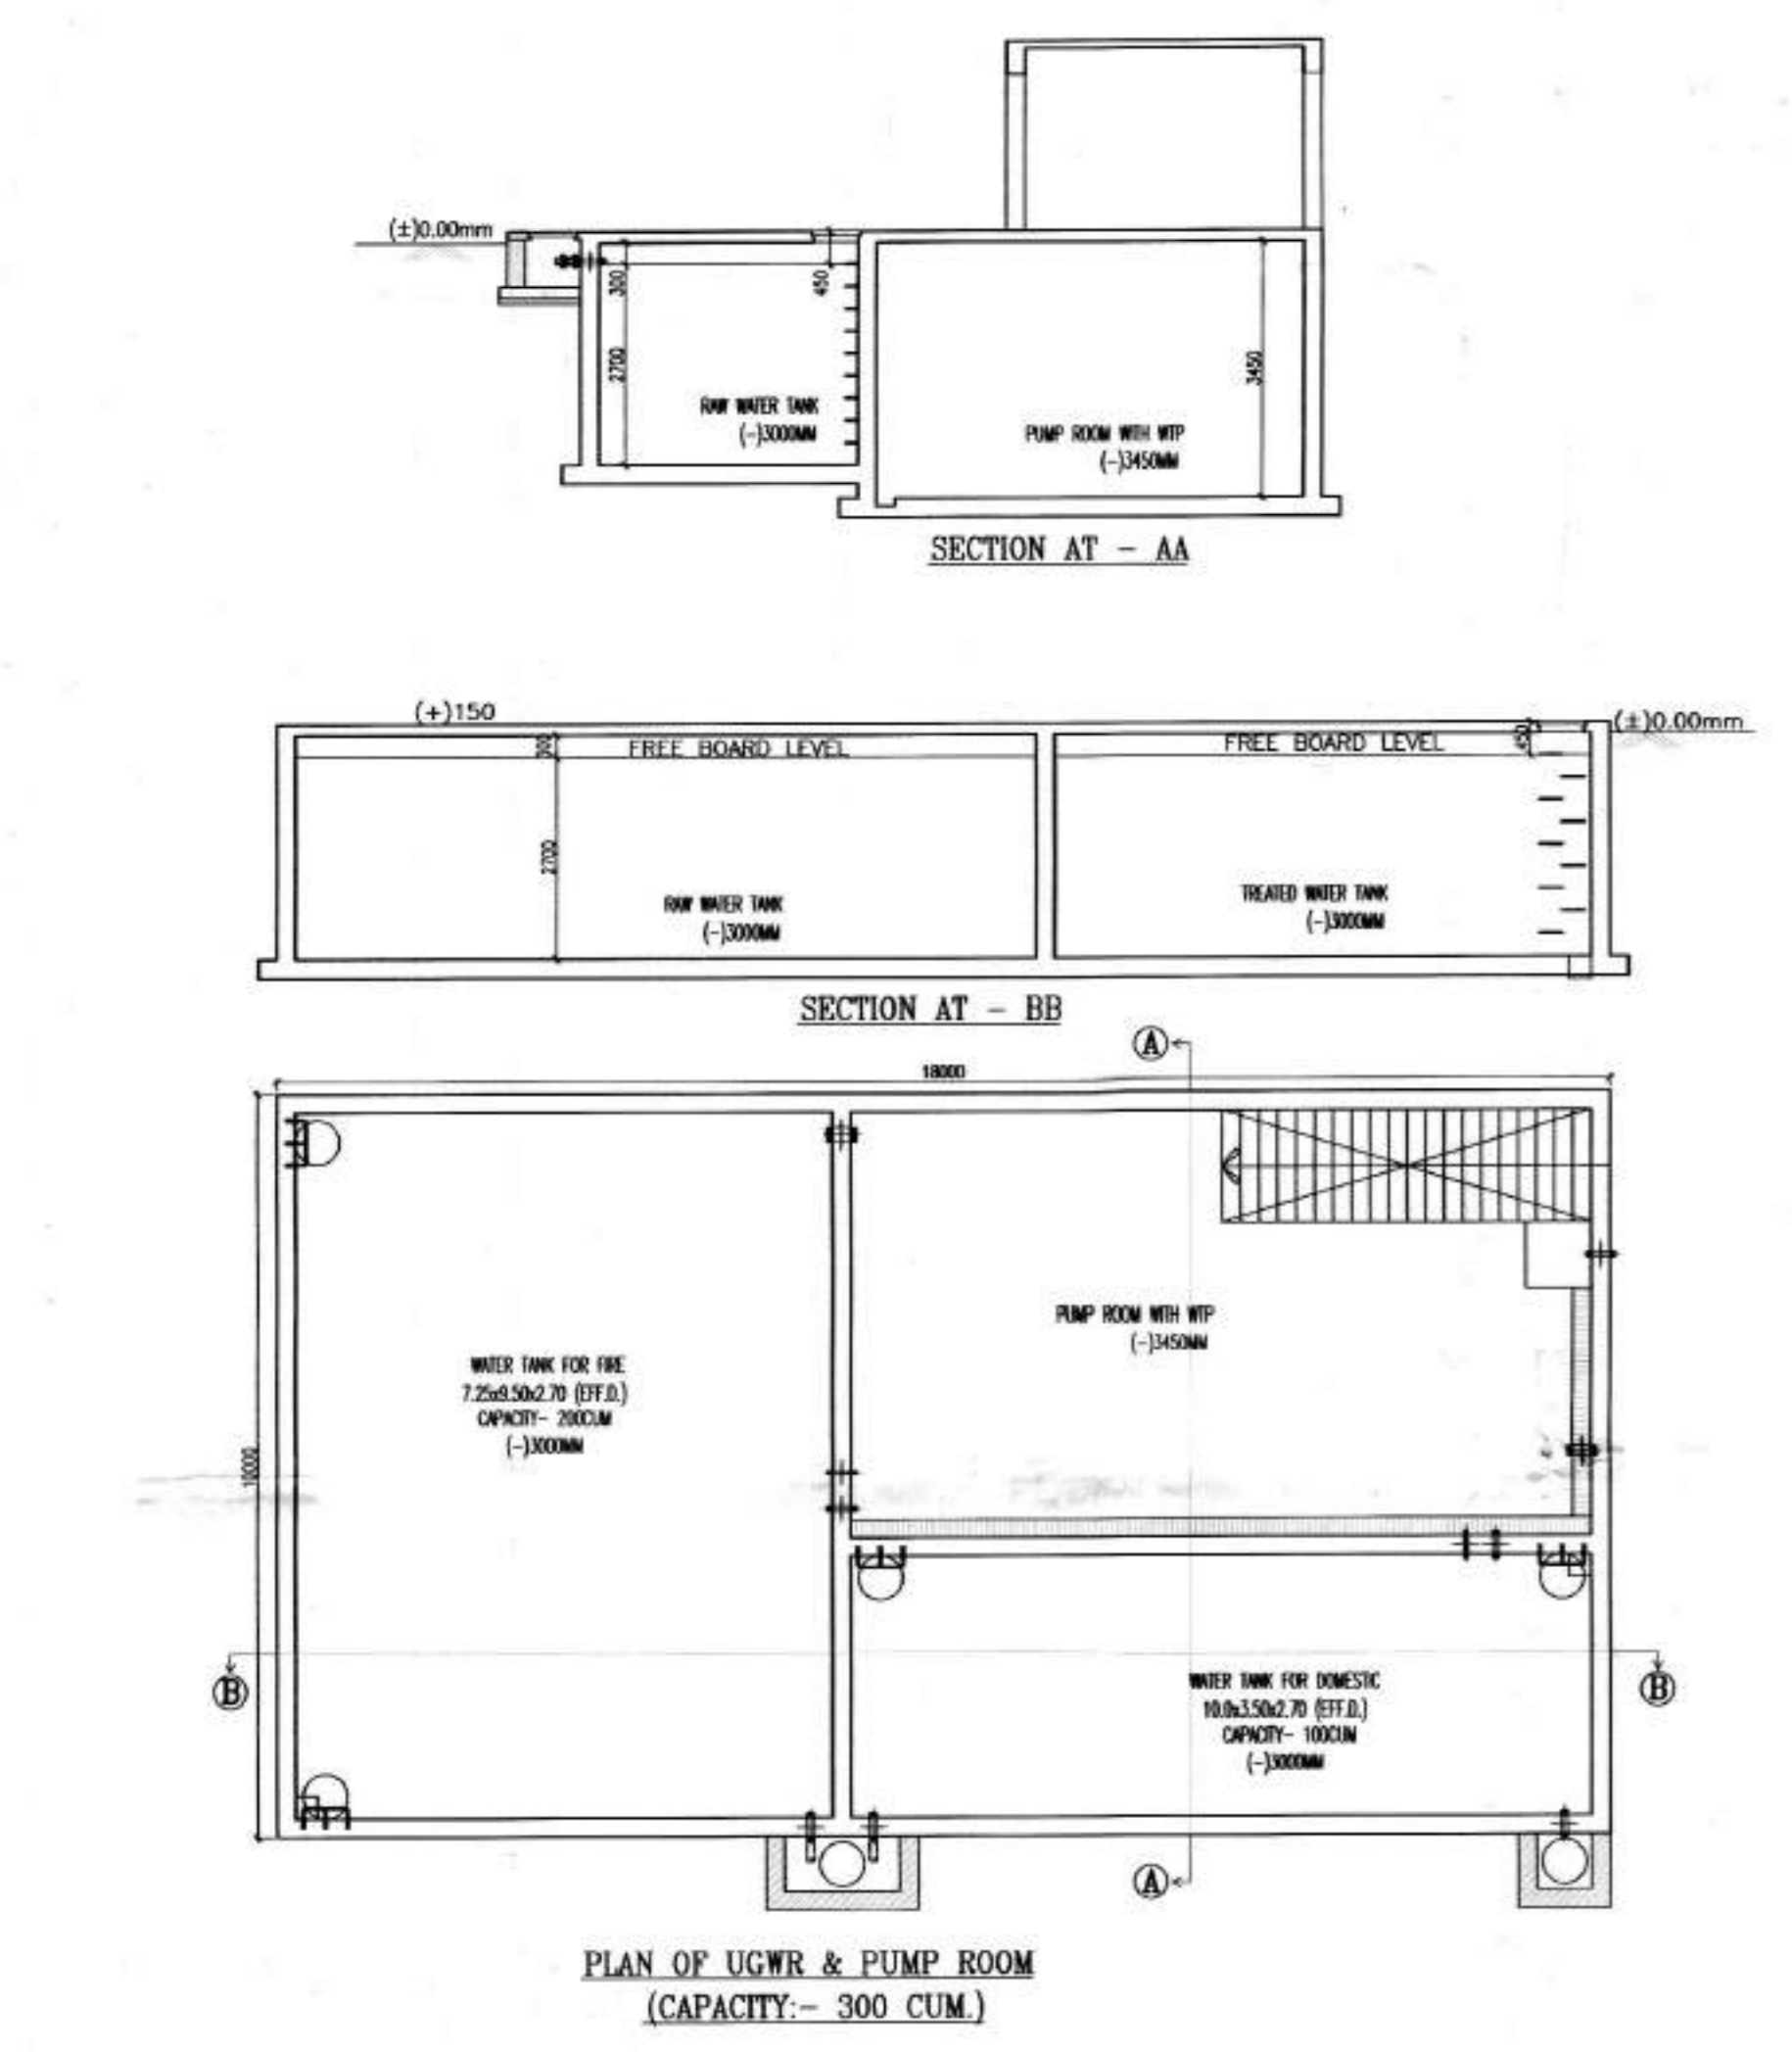 (±)0.00mm
300
450
2700
3450
RAW WATER TANK
(-)3000MM
PUMP ROOM WITH WTP
(-)3450MM
SECTION AT - AA
(+)150
(±)0.00mm
300
FREE BOARD LEVEL
FREE BOARD LEVEL
450
2700
RAW WATER TANK
(-)3000MM
TREATED WATER TANK
(-)3000MM
SECTION AT - BB
A
18000
PUMP ROOM WITH WTP
(-)3450MM
WATER TANK FOR FIRE
7.25x9.50x2.70 (EFF.D.)
CAPACITY- 200CUM
(-)3000MM
10000
B
B
WATER TANK FOR DOMESTIC
10.0x3.50x2.70 (EFF.D.)
CAPACITY- 100CUM
(-)3000MM
A
PLAN OF UGWR & PUMP ROOM
(CAPACITY:- 300 CUM.)